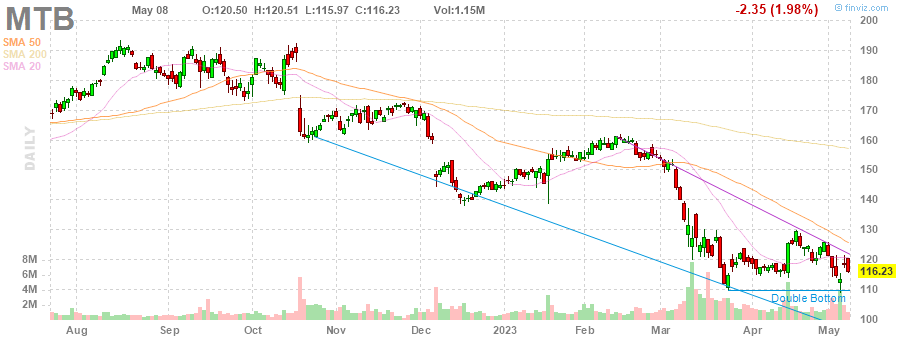 MTB May 08 O:120.50 H:120.51 L:115.97 C:116.23 Vol:1.15M -2.35 (1.98%) @ finviz.com
SMA 50
SMA 200
SMA 20
DAILY
200
190
180
170
160
150
140
130
120
116.23
110
100
8M
6M
4M
2M
Double Bottom
Aug Sep Oct Nov Dec 2023 Feb Mar Apr May